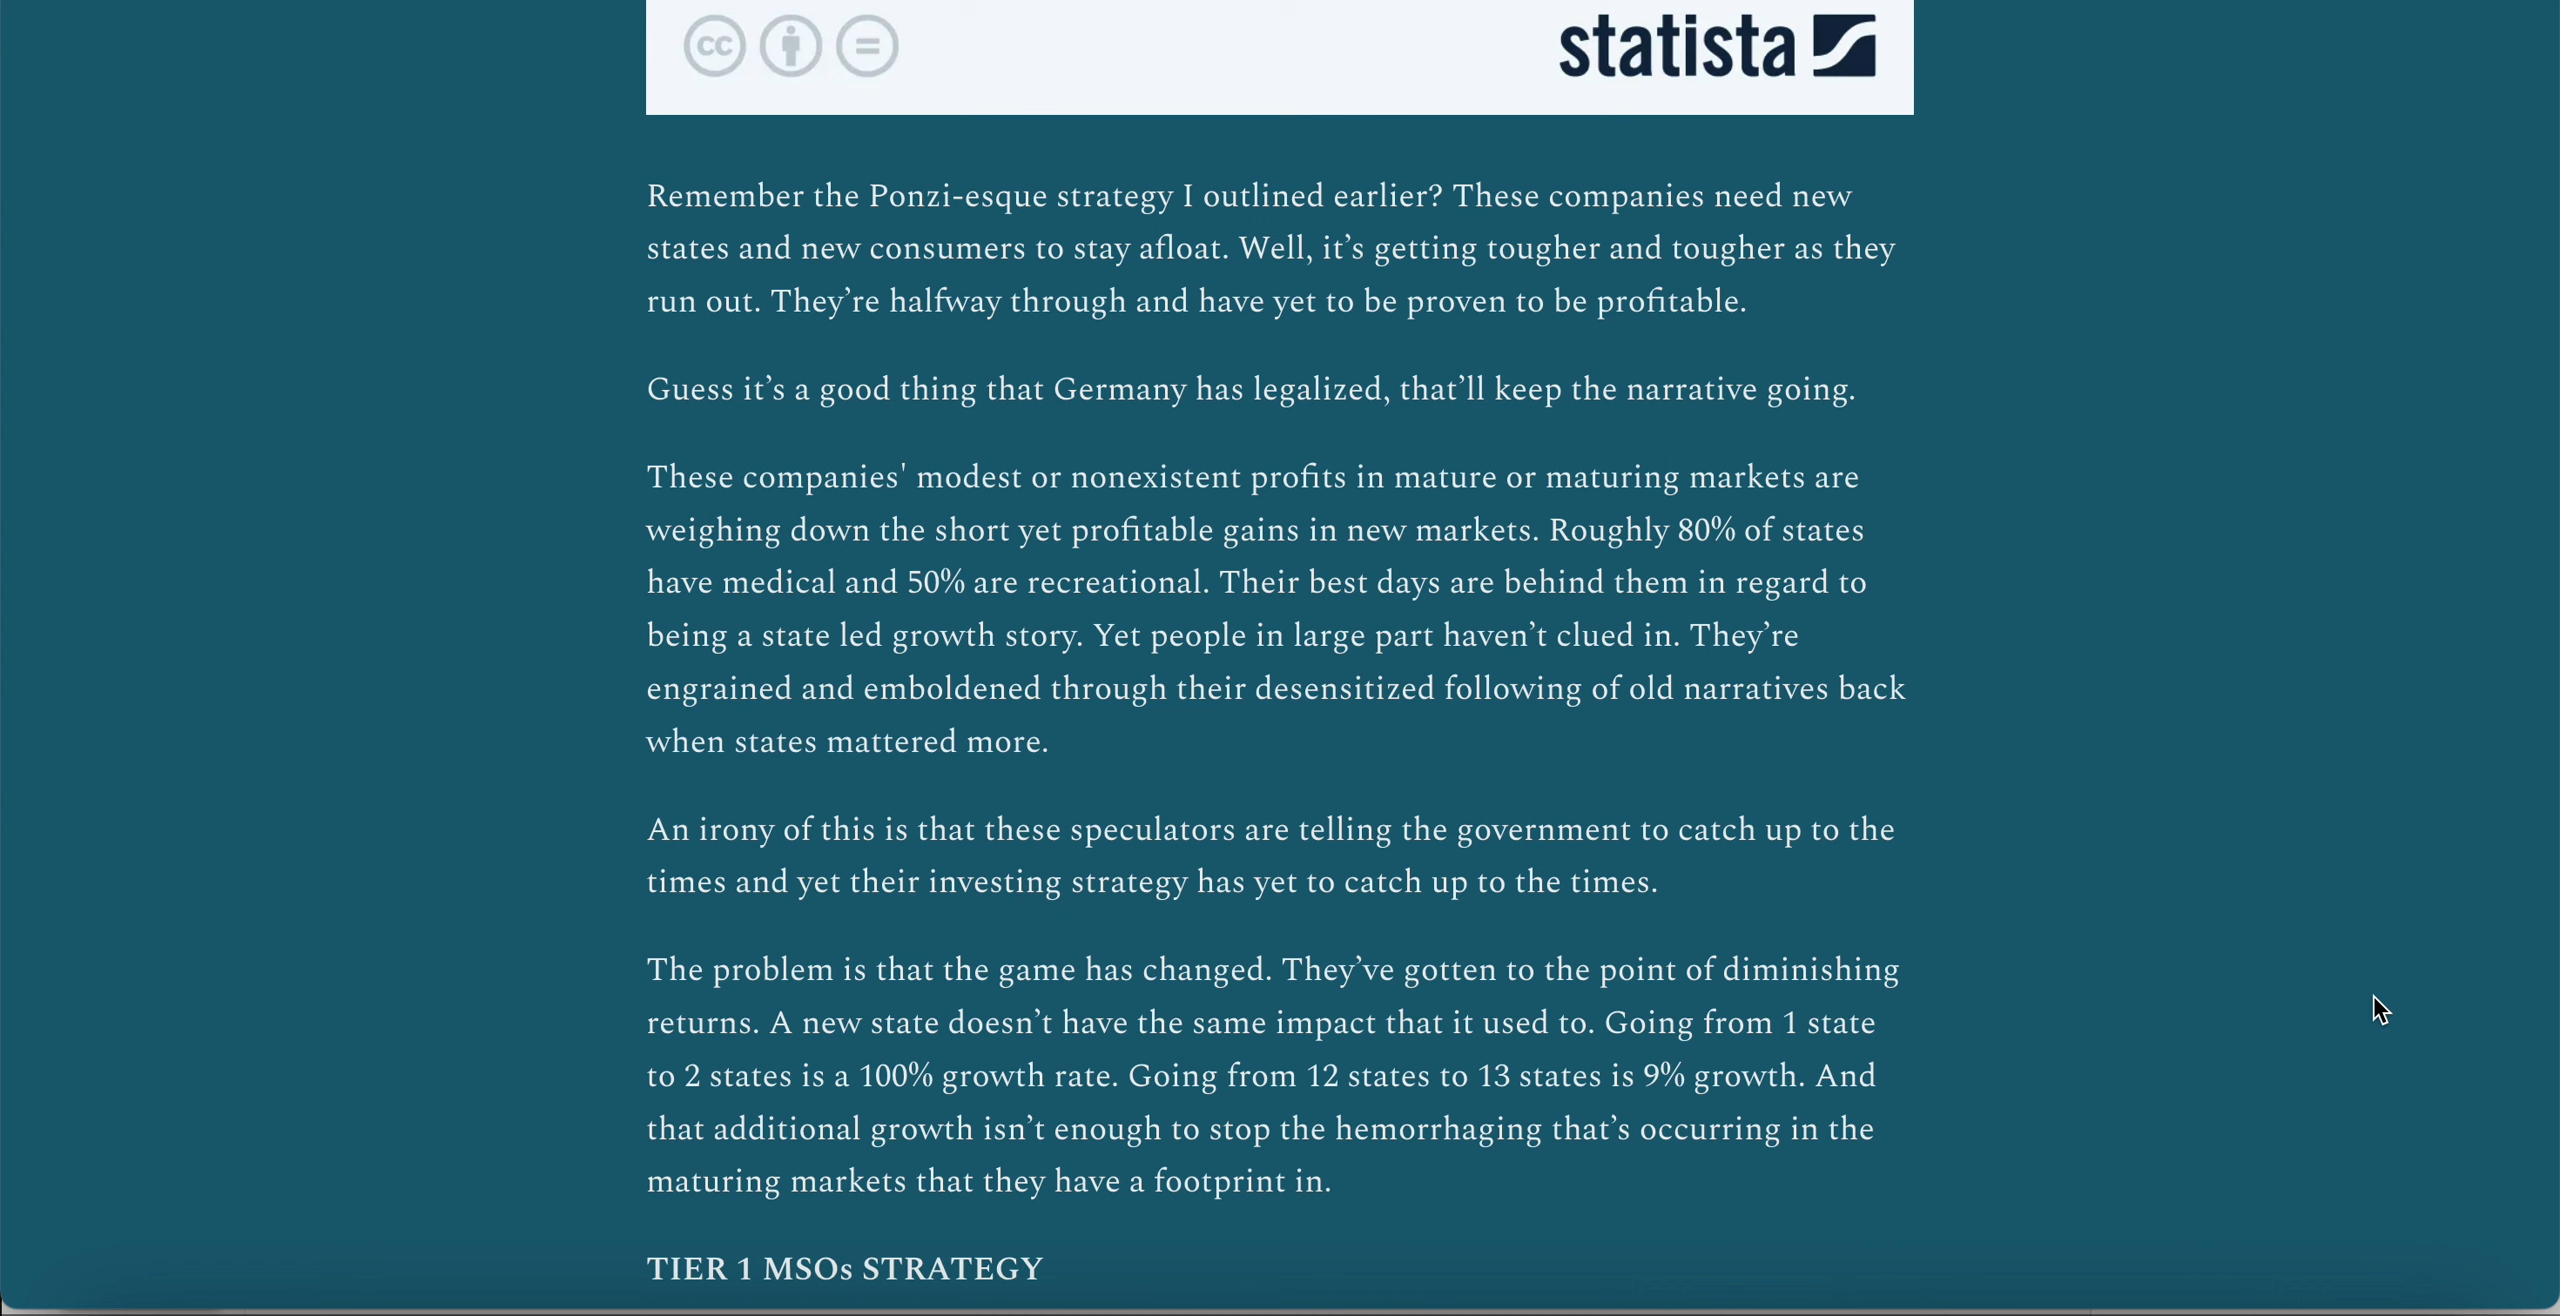 cc
statista
Remember the Ponzi-esque strategy I outlined earlier? These companies need new
states and new consumers to stay afloat. Well, it’s getting tougher and tougher as they
run out. They’re halfway through and have yet to be proven to be profitable.
Guess it’s a good thing that Germany has legalized, that’ll keep the narrative going.
These companies' modest or nonexistent profits in mature or maturing markets are
weighing down the short yet profitable gains in new markets. Roughly 80% of states
have medical and 50% are recreational. Their best days are behind them in regard to
being a state led growth story. Yet people in large part haven’t clued in. They’re
engrained and emboldened through their desensitized following of old narratives back
when states mattered more.
An irony of this is that these speculators are telling the government to catch up to the
times and yet their investing strategy has yet to catch up to the times.
The problem is that the game has changed. They’ve gotten to the point of diminishing
returns. A new state doesn’t have the same impact that it used to. Going from 1 state
to 2 states is a 100% growth rate. Going from 12 states to 13 states is 9% growth. And
that additional growth isn’t enough to stop the hemorrhaging that’s occurring in the
maturing markets that they have a footprint in.
TIER 1 MSOs STRATEGY